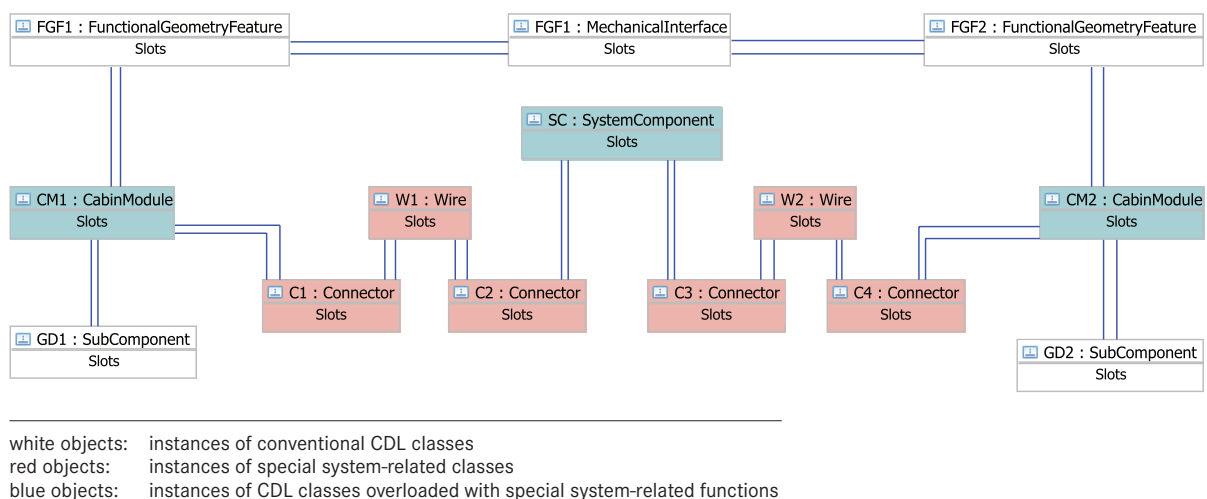 FGF1 : FunctionalGeometryFeature
Slots
FGF1 : MechanicalInterface
Slots
FGF2 : FunctionalGeometryFeature
Slots
SC : SystemComponent
Slots
CM1 : CabinModule
Slots
W1 : Wire
Slots
W2 : Wire
Slots
CM2 : CabinModule
Slots
C1 : Connector
Slots
C2 : Connector
Slots
C3 : Connector
Slots
C4 : Connector
Slots
GD1 : SubComponent
Slots
GD2 : SubComponent
Slots
white objects: instances of conventional CDL classes
red objects: instances of special system-related classes
blue objects: instances of CDL classes overloaded with special system-related functions